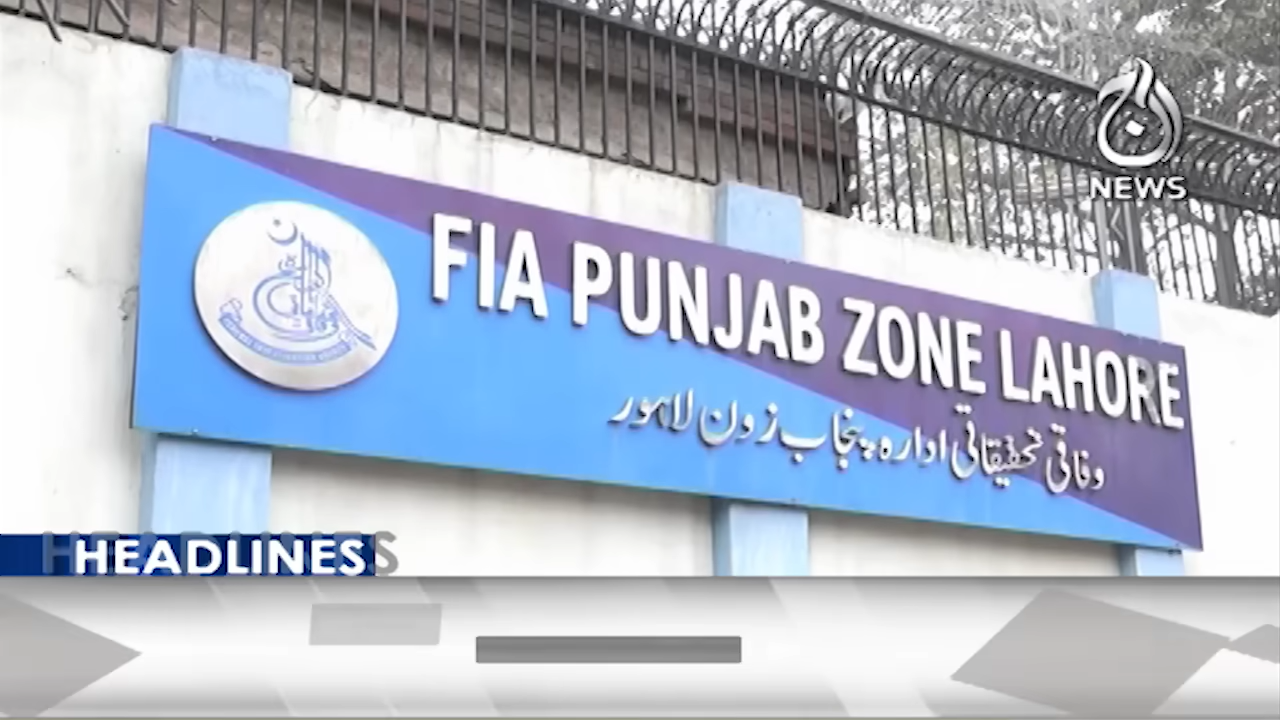 NEWS
FIA PUNJAB ZONE LAHORE
وفاقی تحقیقاتی ادارہ پنجاب زون لاہور
HEADLINES